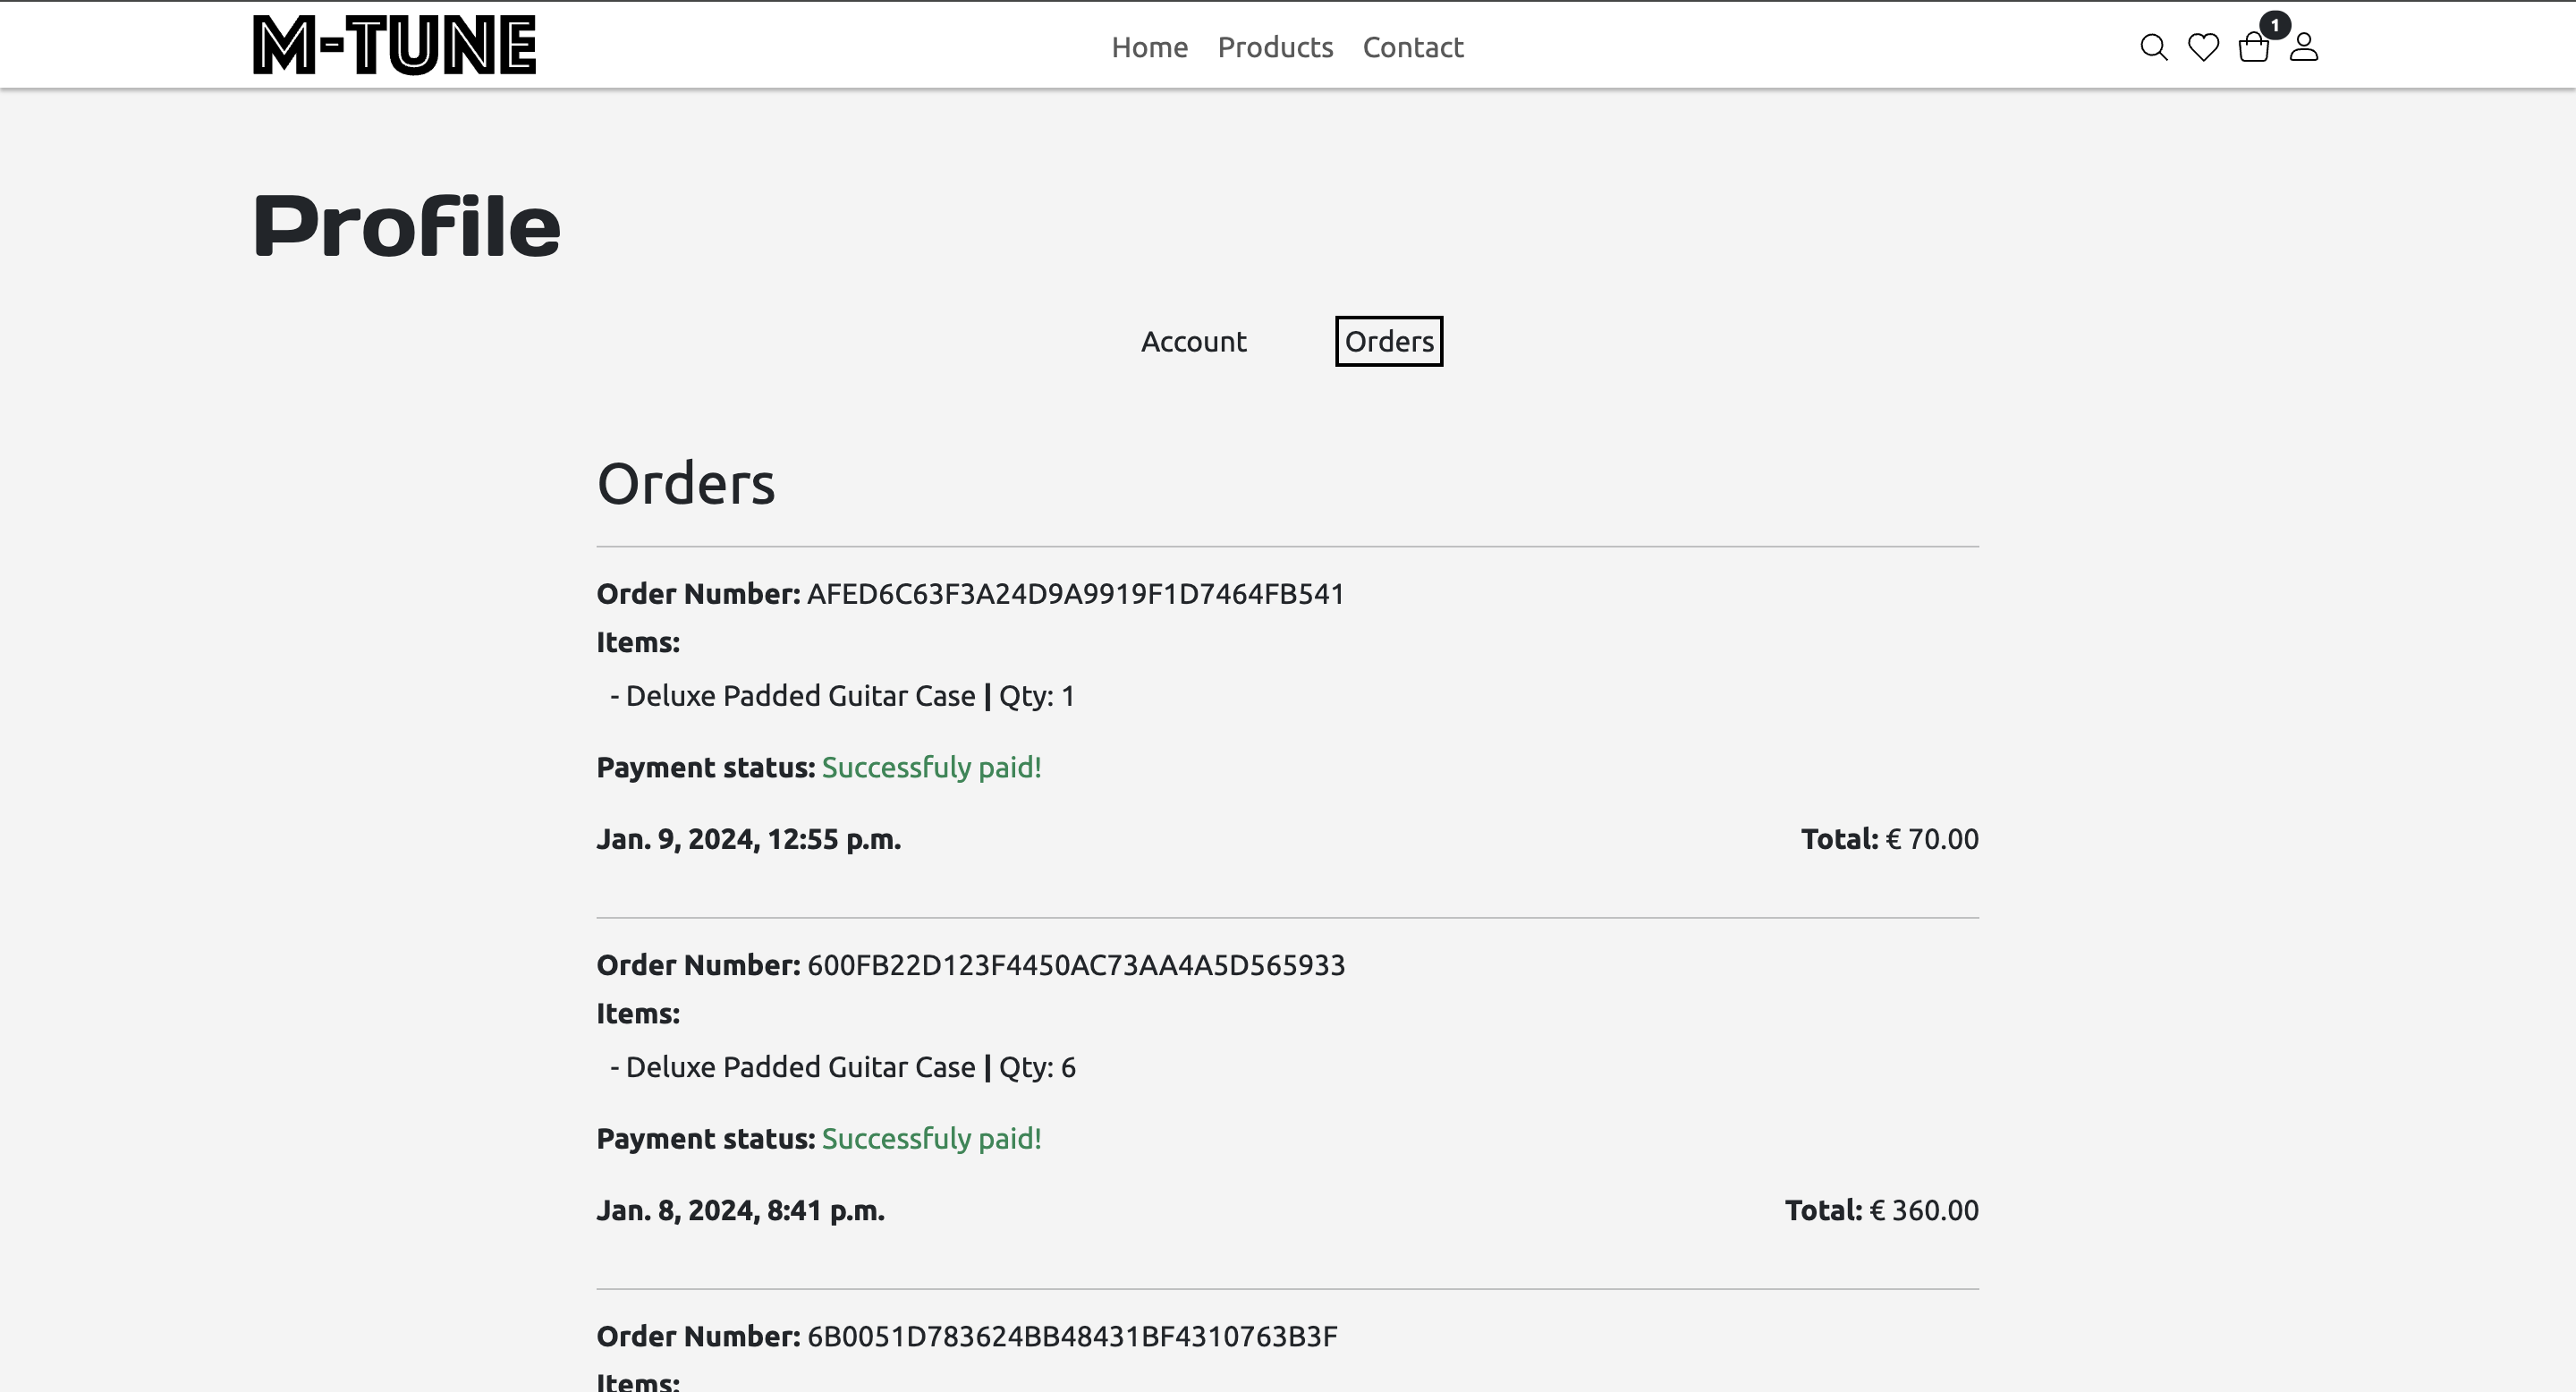 M-TUNE
Home Products Contact
1
Profile
Account Orders
Orders
Order Number: AFED6C63F3A24D9A9919F1D7464FB541
Items:
- Deluxe Padded Guitar Case | Qty: 1
Payment status: Successfuly paid!
Jan. 9, 2024, 12:55 p.m. Total: € 70.00
Order Number: 600FB22D123F4450AC73AA4A5D565933
Items:
- Deluxe Padded Guitar Case | Qty: 6
Payment status: Successfuly paid!
Jan. 8, 2024, 8:41 p.m. Total: € 360.00
Order Number: 6B0051D783624BB48431BF4310763B3F
Items: